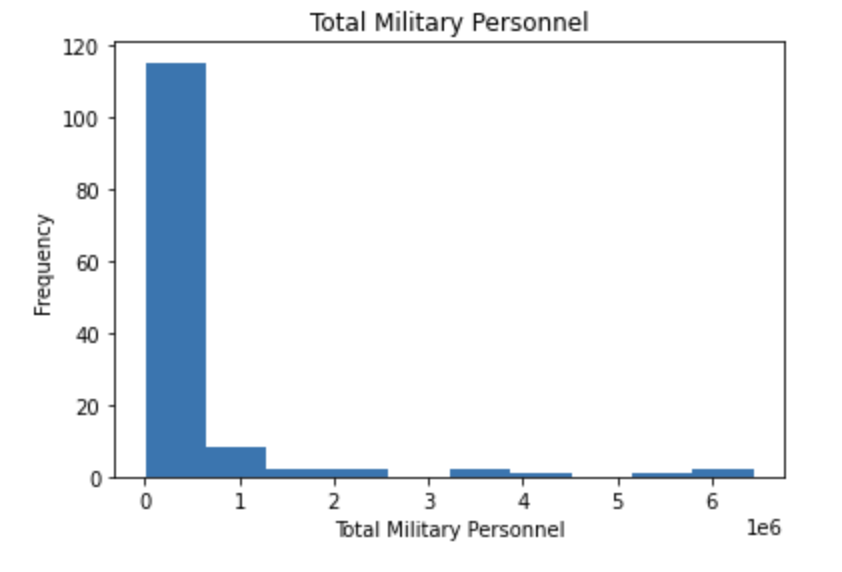 Total Military Personnel
120
100
80
60
40
20
0
Frequency
0 1 2 3 4 5 6
Total Military Personnel
1e6